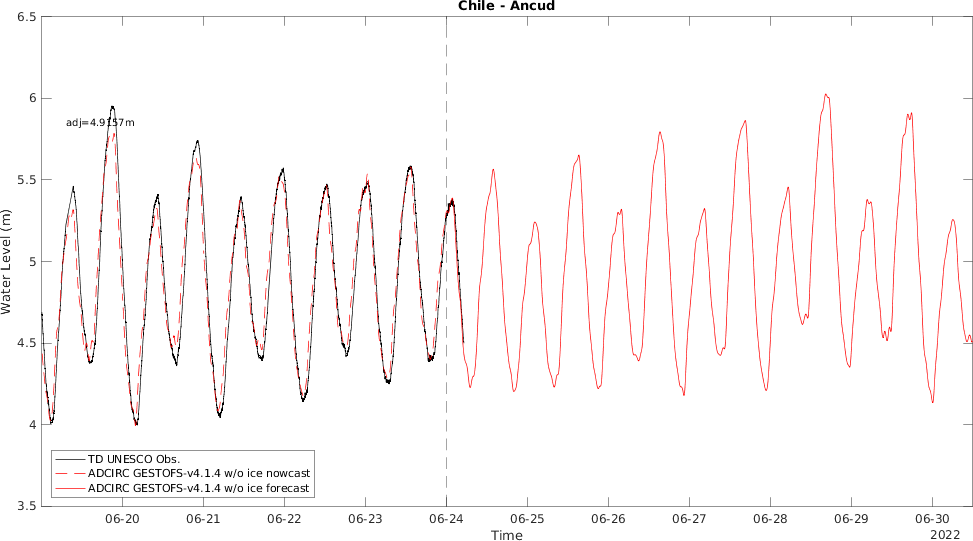 Chile - Ancud
6.5
6
5.5
5
4.5
4
3.5
Water Level (m)
adj=4.9157m
TD UNESCO Obs.
ADCIRC GESTOFS-v4.1.4 w/o ice nowcast
ADCIRC GESTOFS-v4.1.4 w/o ice forecast
06-20 06-21 06-22 06-23 06-24 06-25 06-26 06-27 06-28 06-29 06-30
2022
Time